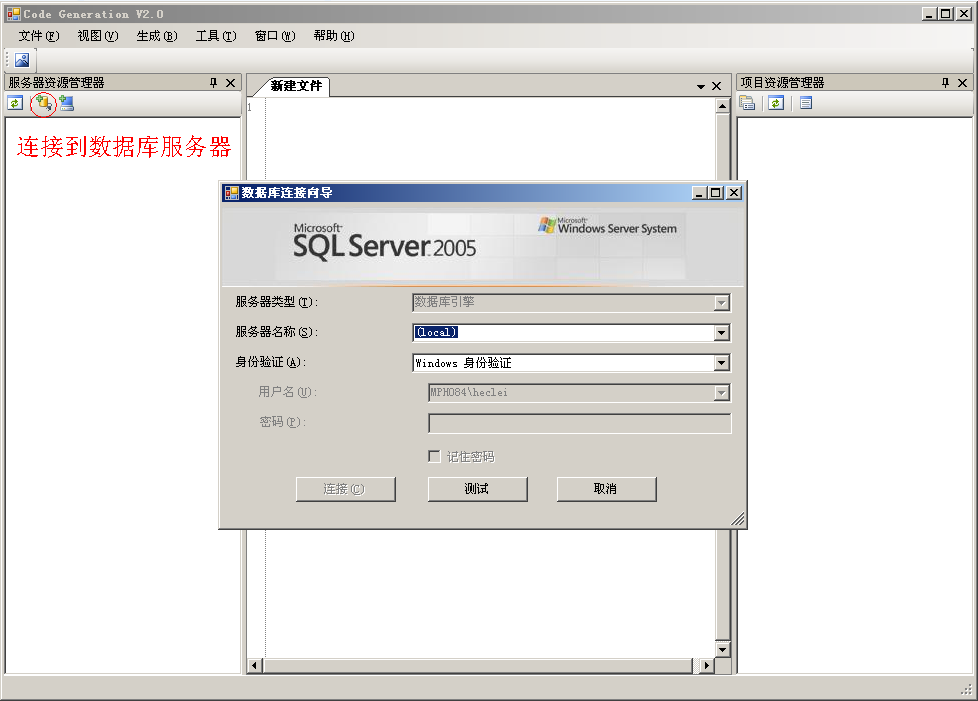 Code Generation V2.0
文件(F) 视图(V) 生成(B) 工具(T) 窗口(W) 帮助(H)
服务器资源管理器
新建文件
项目资源管理器
1
连接到数据库服务器
数据库连接向导
Microsoft
SQL Server 2005
Microsoft
Windows Server System
服务器类型(T): 数据库引擎
服务器名称(S): (local)
身份验证(A): Windows 身份验证
用户名(U): MPH084\heclei
密码(P):
记住密码
连接(C) 测试 取消